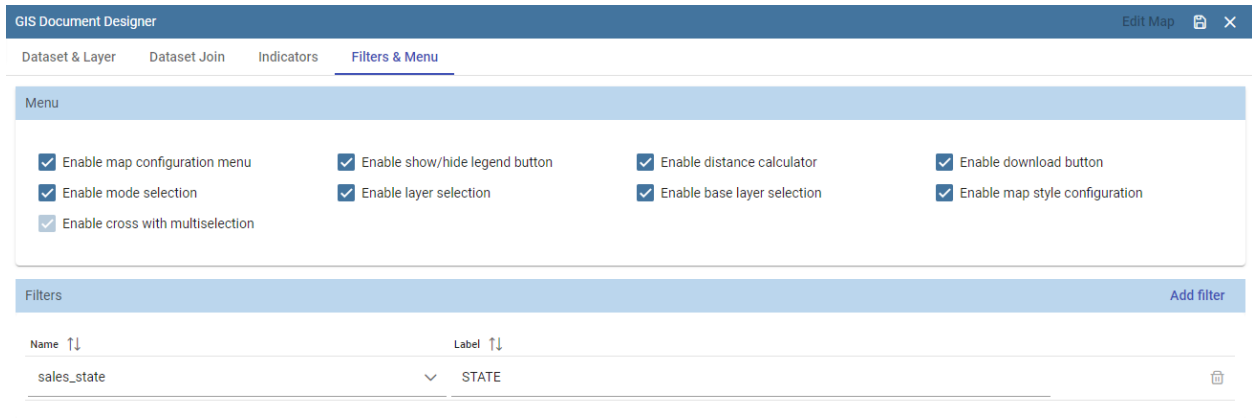 GIS Document Designer Edit Map
Dataset & Layer Dataset Join Indicators Filters & Menu
Menu
Enable map configuration menu Enable show/hide legend button Enable distance calculator Enable download button
Enable mode selection Enable layer selection Enable base layer selection Enable map style configuration
Enable cross with multiselection
Filters Add filter
Name Label
sales_state STATE